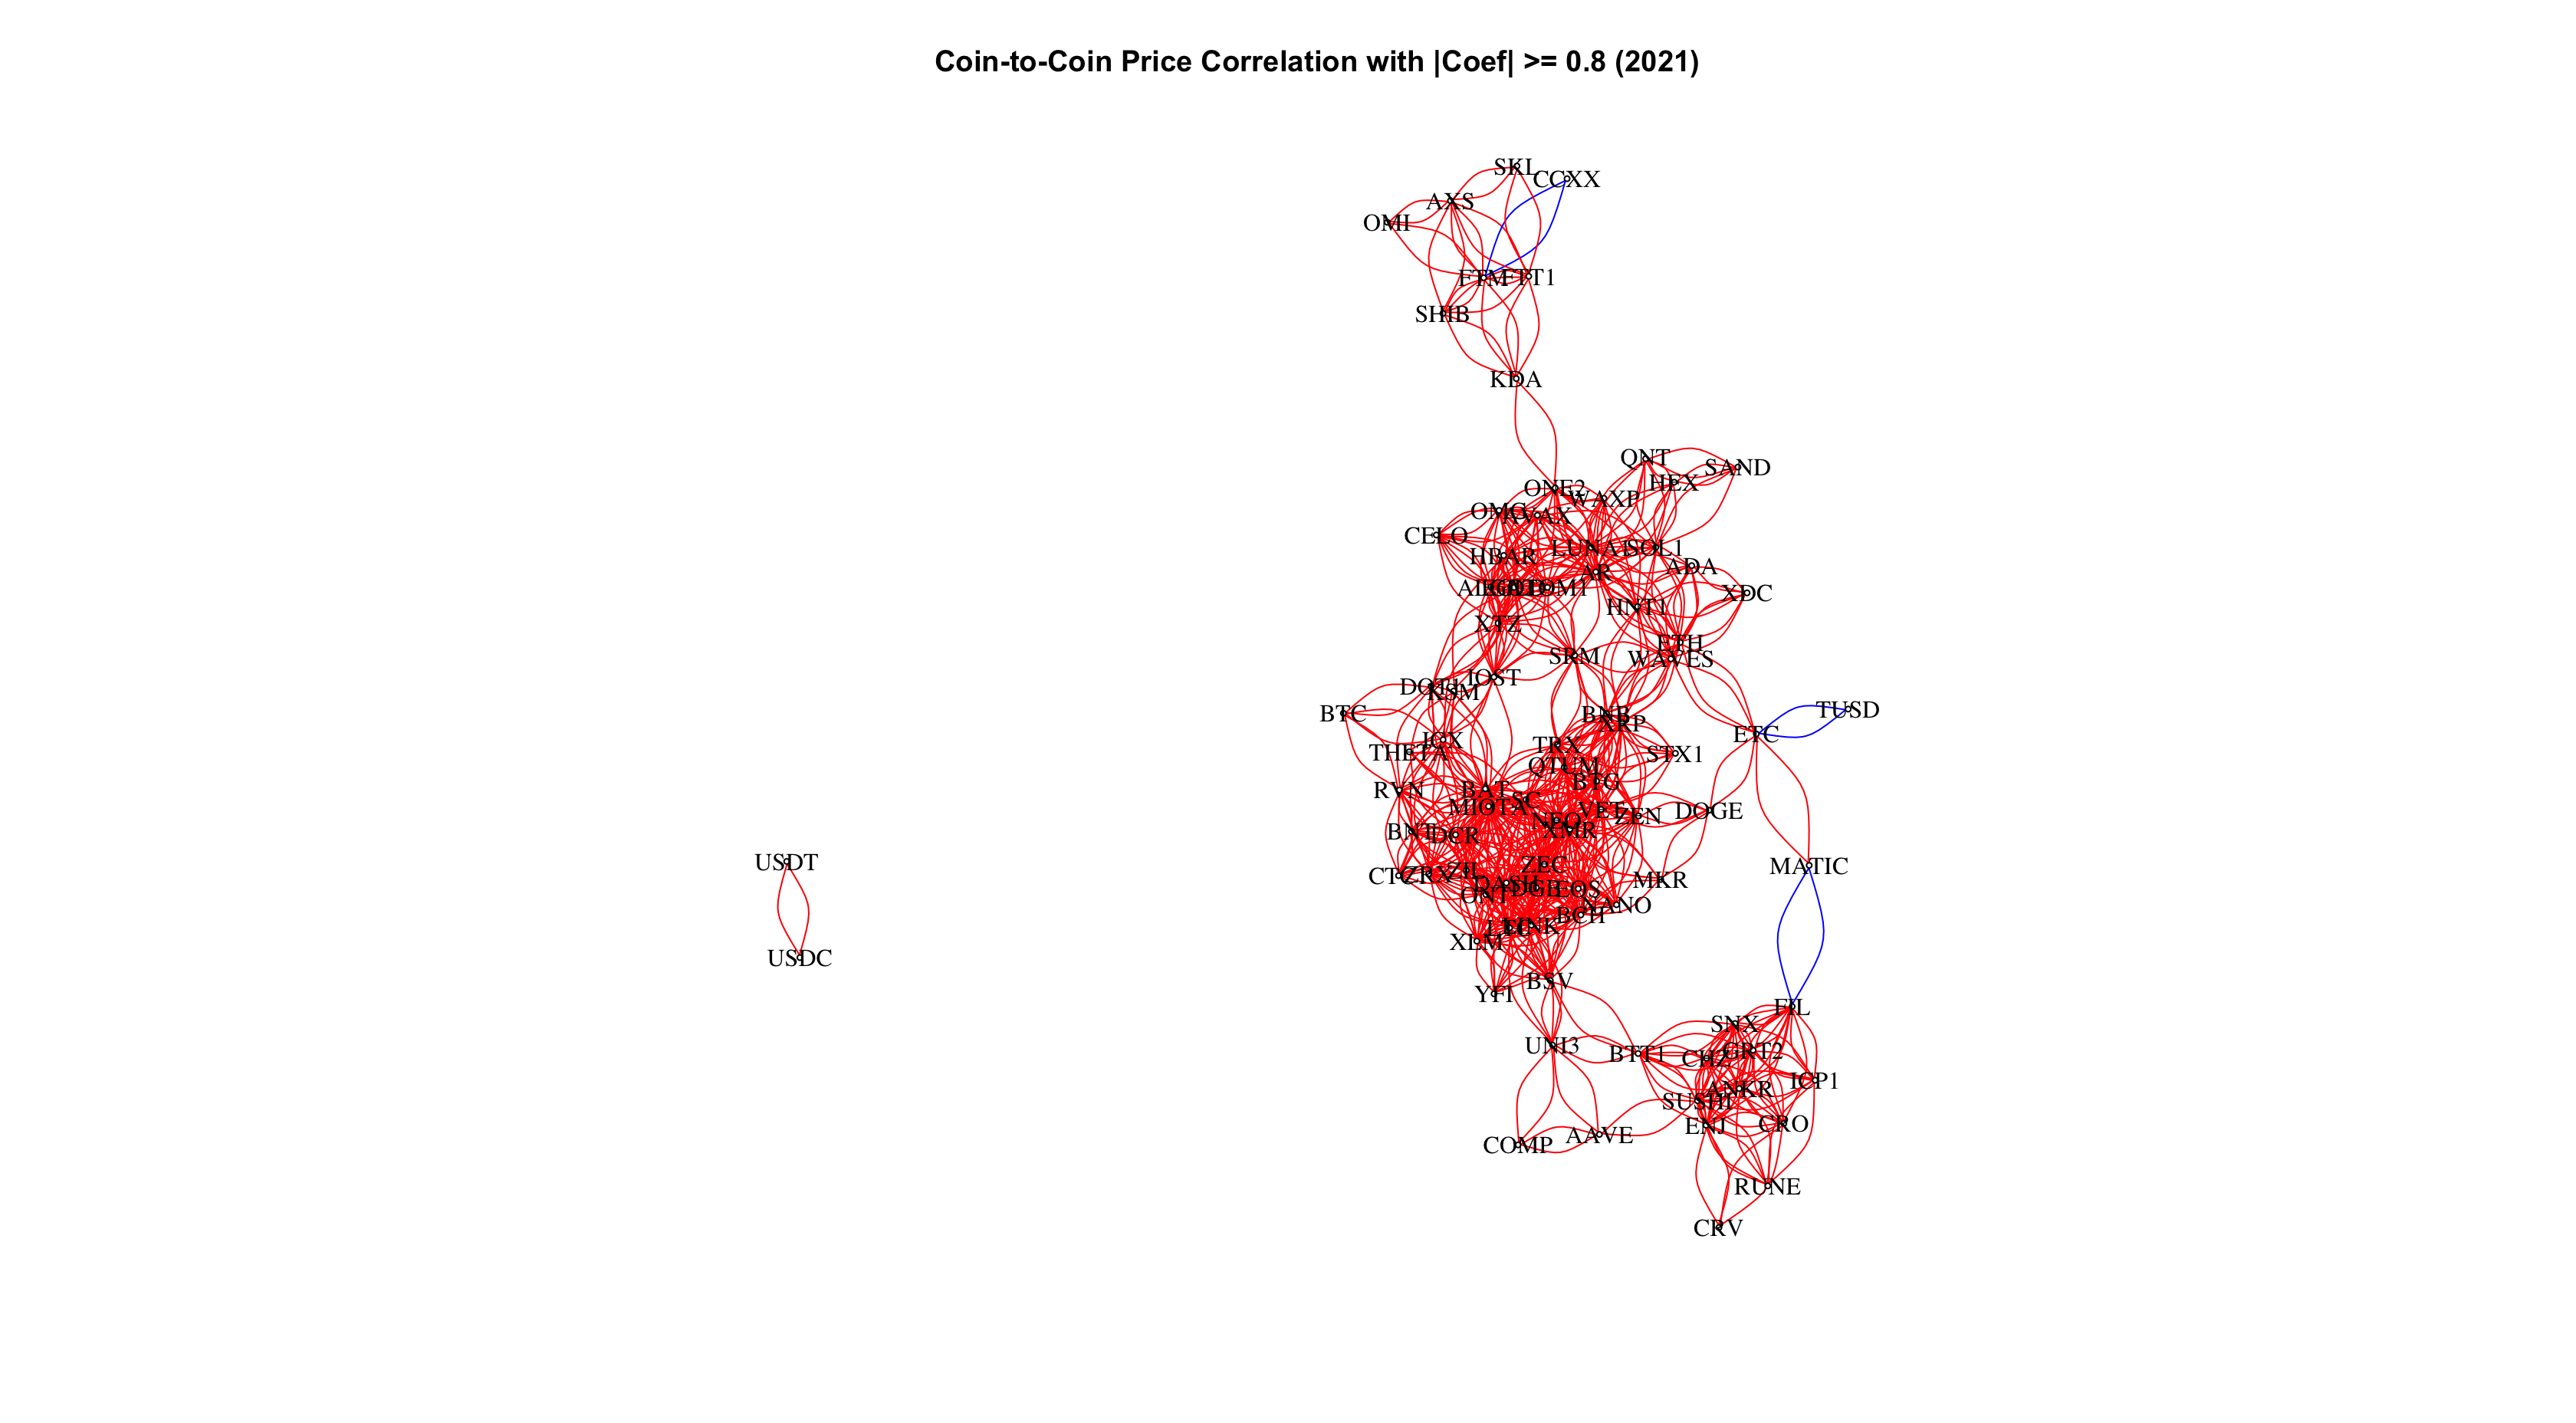 Coin-to-Coin Price Correlation with |Coef| >= 0.8 (2021)
SKL
CCXX
AXS
OMI
FTM
FTT1
SHIB
KDA
QNT
SAND
HEX
ONE2
WAXP
OMG
AVAX
CELO
LUNA1
SOL1
HBAR
ADA
AR
ATOM1
XDC
HNT1
XTZ
ETH
SRM
WAVES
IOST
DOT1
KSM
BTC
BNB
XRP
TUSD
ETC
ICX
THETA
TRX
STX1
QTUM
BTG
RVN
BAT
SC
MIOTA
VET
ZEN
DOGE
NEO
XMR
BNT
DCR
USDT
ZEC
MATIC
CTC
ZRX
ZIL
MKR
DASH
DGB
EOS
ONT
NANO
BCH
LINK
XLM
USDC
BSV
YFI
FIL
SNX
UNI3
BTT1
CHZ
GRT2
ICP1
ANKR
SUSHI
ENJ
CRO
AAVE
COMP
RUNE
CRV